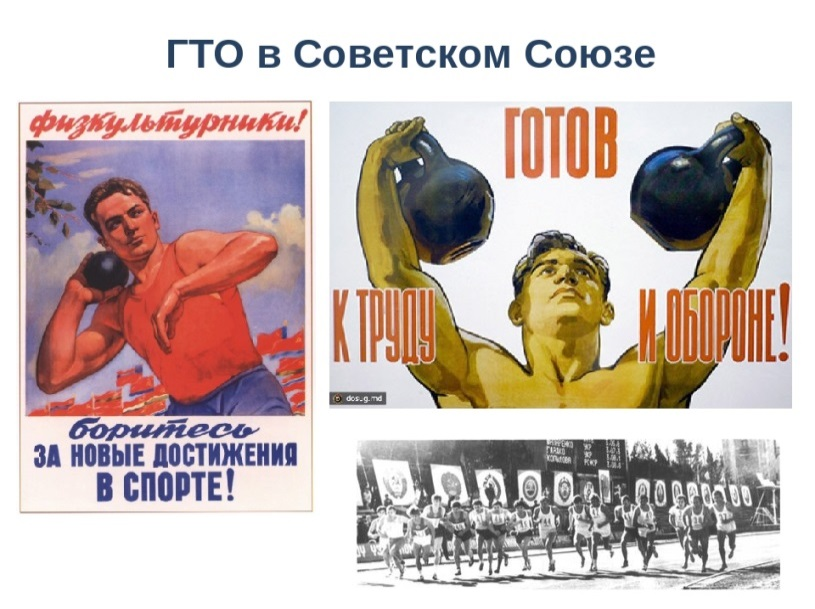 ГТО в Советском Союзе
физкультурники!
боритесь
ЗА НОВЫЕ ДОСТИЖЕНИЯ
В СПОРТЕ!
ГОТОВ
К ТРУДУ
И ОБОРОНЕ!
dosug.md